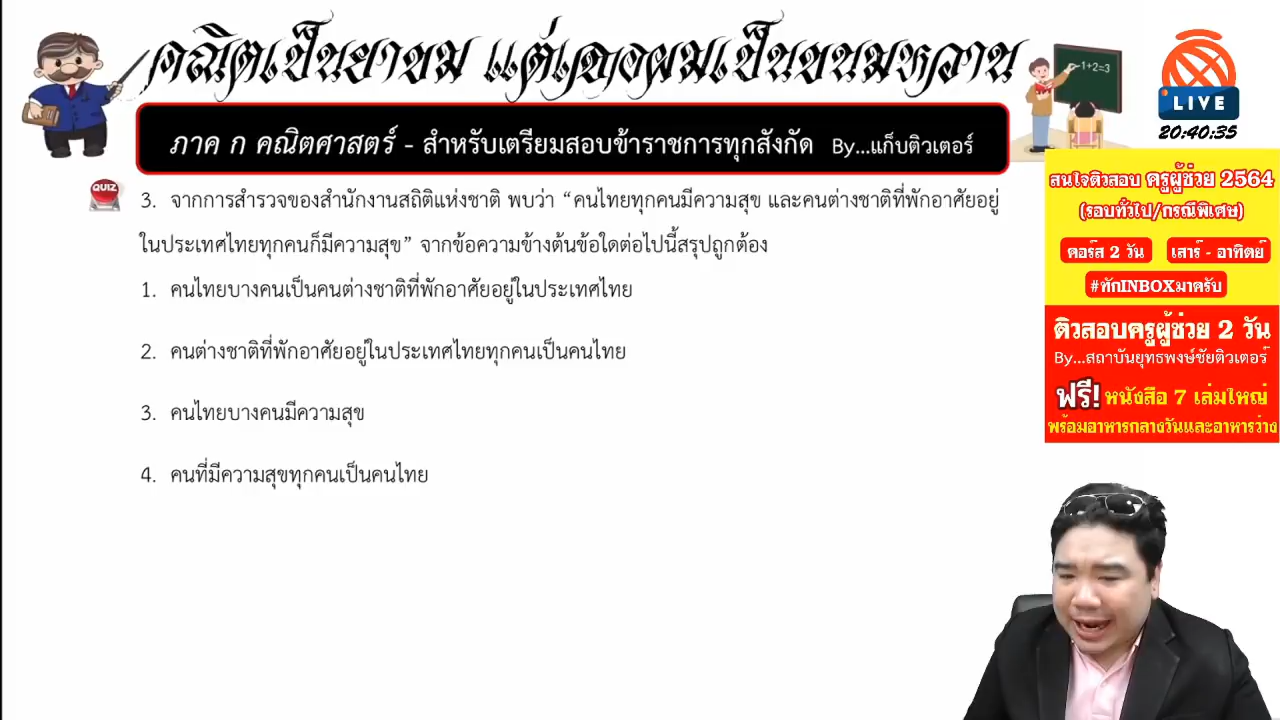 คณิตเป็นยาขม แต่เธอผมเป็นขนมหวาน
1+2=3
LIVE
20:40:35
ภาค ก คณิตศาสตร์ - สำหรับเตรียมสอบข้าราชการทุกสังกัด By...แก็บติวเตอร์
QUIZ
3. จากการสำรวจของสำนักงานสถิติแห่งชาติ พบว่า “คนไทยทุกคนมีความสุข และคนต่างชาติที่พักอาศัยอยู่
ในประเทศไทยทุกคนก็มีความสุข” จากข้อความข้างต้นข้อใดต่อไปนี้สรุปถูกต้อง
1. คนไทยบางคนเป็นคนต่างชาติที่พักอาศัยอยู่ในประเทศไทย
2. คนต่างชาติที่พักอาศัยอยู่ในประเทศไทยทุกคนเป็นคนไทย
3. คนไทยบางคนมีความสุข
4. คนที่มีความสุขทุกคนเป็นคนไทย
สนใจติวสอบ ครูผู้ช่วย 2564
(รอบทั่วไป/กรณีพิเศษ)
คอร์ส 2 วัน เสาร์ - อาทิตย์
#ทักINBOXมาครับ
ติวสอบครูผู้ช่วย 2 วัน
By...สถาบันยุทธพงษ์ชัยติวเตอร์
ฟรี! หนังสือ 7 เล่มใหญ่
พร้อมอาหารกลางวันและอาหารว่าง